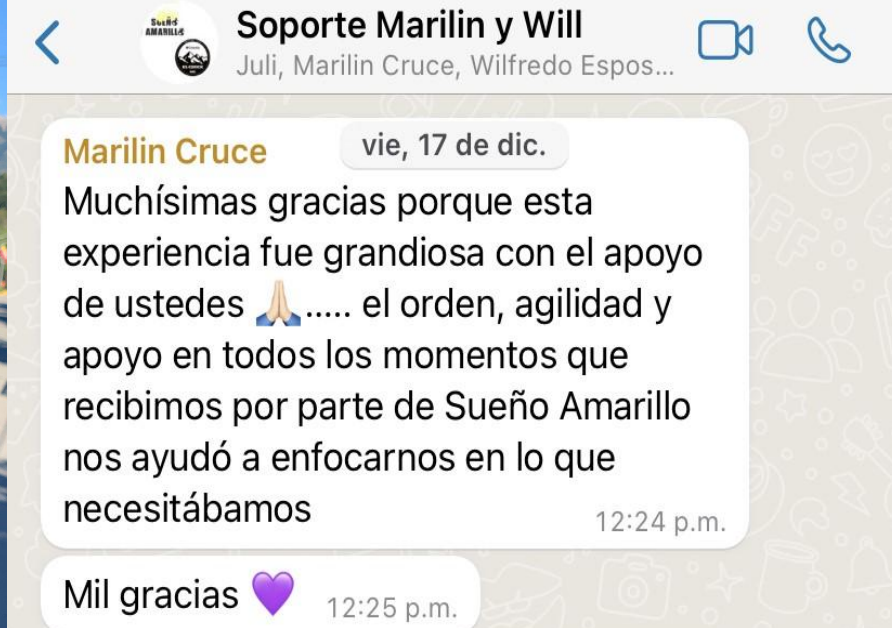 SUEÑO
AMARILLO
Soporte Marilin y Will
Juli, Marilin Cruce, Wilfredo Espos...
Marilin Cruce
vie, 17 de dic.
Muchísimas gracias porque esta
experiencia fue grandiosa con el apoyo
de ustedes 🙏🏻..... el orden, agilidad y
apoyo en todos los momentos que
recibimos por parte de Sueño Amarillo
nos ayudó a enfocarnos en lo que
necesitábamos
12:24 p.m.
Mil gracias 💜
12:25 p.m.